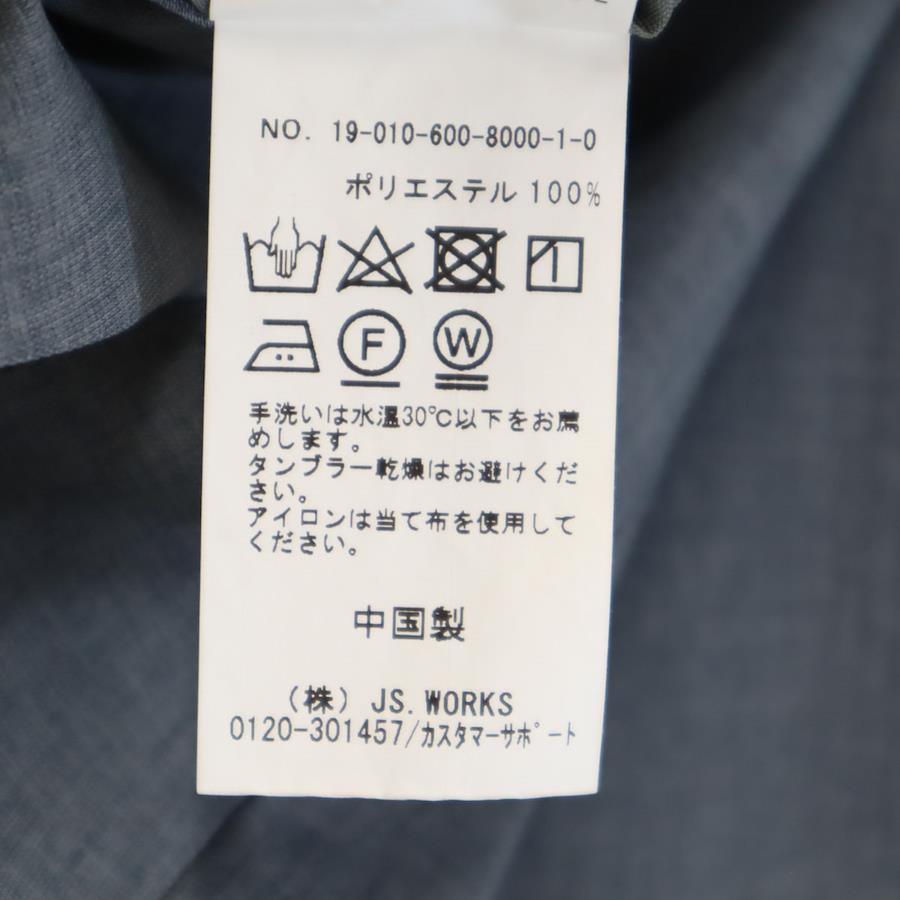 NO. 19-010-600-8000-1-0
ポリエステル 100%
F W
手洗いは水温30℃以下をお薦
めします。
タンブラー乾燥はお避けくだ
さい。
アイロンは当て布を使用して
ください。
中国製
(株) JS.WORKS
0120-301457/カスタマーサポート